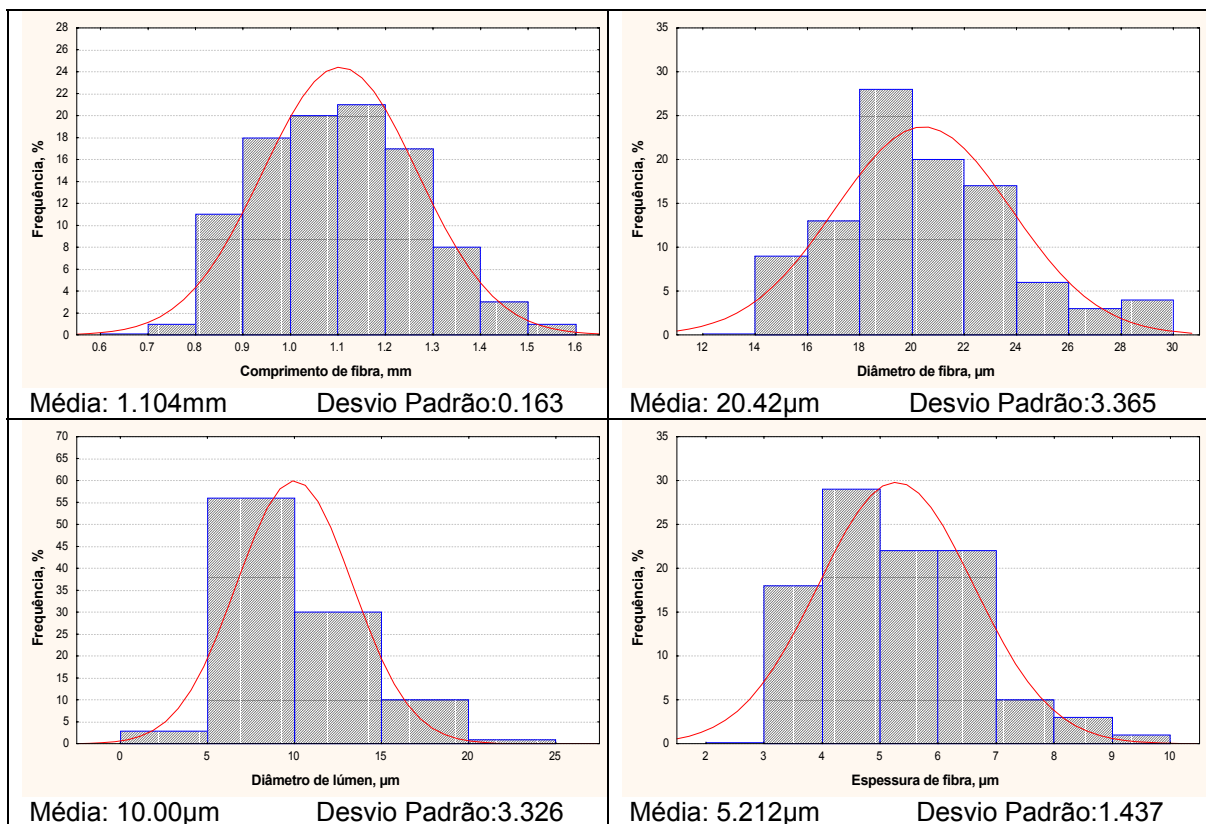 Frequência, %
28
26
24
22
20
18
16
14
12
10
8
6
4
2
0
0.6 0.7 0.8 0.9 1.0 1.1 1.2 1.3 1.4 1.5 1.6
Comprimento de fibra, mm
Média: 1.104mm Desvio Padrão:0.163
Frequência, %
35
30
25
20
15
10
5
0
12 14 16 18 20 22 24 26 28 30
Diâmetro de fibra, µm
Média: 20.42µm Desvio Padrão:3.365
Frequência, %
70
65
60
55
50
45
40
35
30
25
20
15
10
5
0
0 5 10 15 20 25
Diâmetro de lúmen, µm
Média: 10.00µm Desvio Padrão:3.326
Frequência, %
35
30
25
20
15
10
5
0
2 3 4 5 6 7 8 9 10
Espessura de fibra, µm
Média: 5.212µm Desvio Padrão:1.437